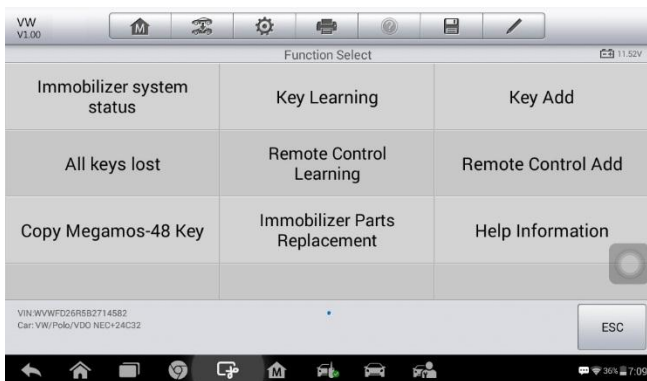 VW
V1.00
Function Select
11.52V
Immobilizer system
status
Key Learning
Key Add
All keys lost
Remote Control
Learning
Remote Control Add
Copy Megamos-48 Key
Immobilizer Parts
Replacement
Help Information
VIN:WVWFD26R5B2714582
Car: VW/Polo/VDO NEC+24C32
ESC
36%
7:09